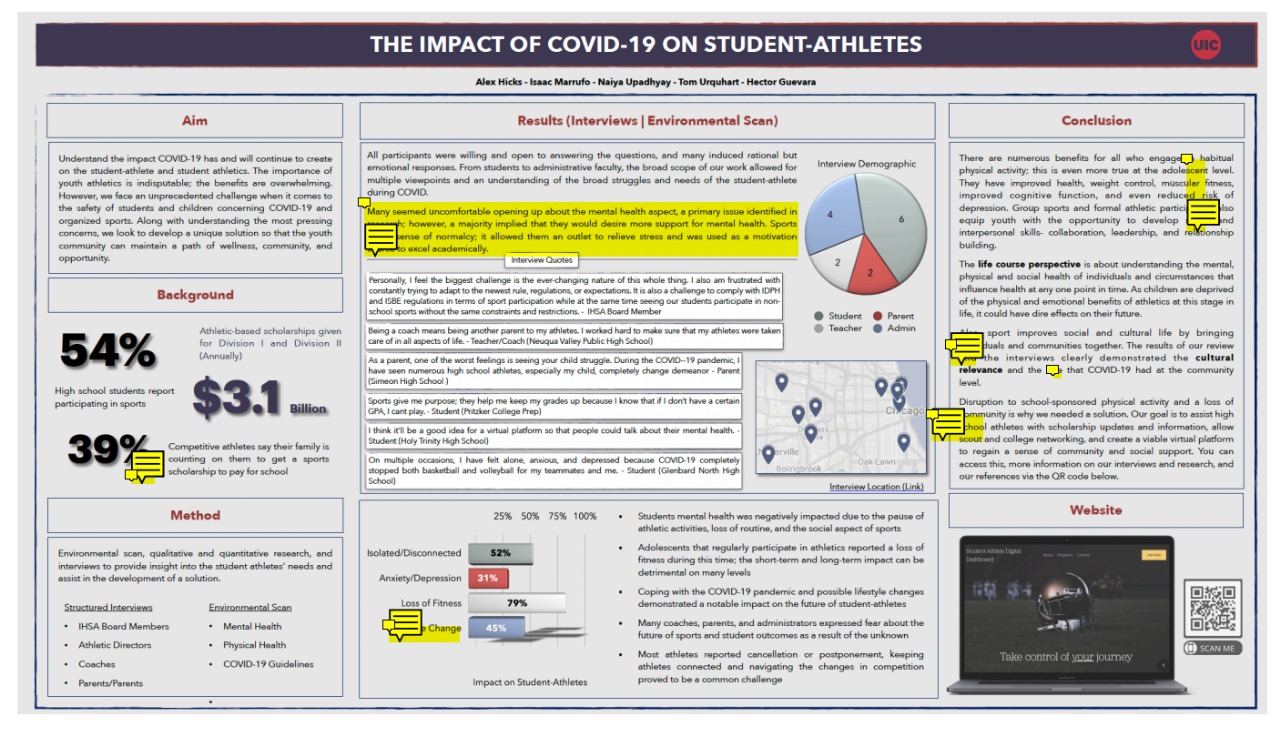 THE IMPACT OF COVID-19 ON STUDENT-ATHLETES
UIC
Alex Hicks - Isaac Marrufo - Naiya Upadhyay - Tom Urquhart - Hector Guevara
Aim
Understand the impact COVID-19 has and will continue to create
on the student-athlete and student athletics. The importance of
youth athletics is indisputable; the benefits are overwhelming.
However, we face an unprecedented challenge when it comes to
the safety of students and children concerning COVID-19 and
organized sports. Along with understanding the most pressing
concerns, we look to develop a unique solution so that the youth
community can maintain a path of wellness, community, and
opportunity.
Background
54%
High school students report
participating in sports
Athletic-based scholarships given
for Division I and Division II
(Annually)
$3.1 Billion
39%
Competitive athletes say their family is
counting on them to get a sports
scholarship to pay for school
Method
Environmental scan, qualitative and quantitative research, and
interviews to provide insight into the student athletes' needs and
assist in the development of a solution.
Structured Interviews
• IHSA Board Members
• Athletic Directors
• Coaches
• Parents/Parents
Environmental Scan
• Mental Health
• Physical Health
• COVID-19 Guidelines
•
Results (Interviews | Environmental Scan)
All participants were willing and open to answering the questions, and many induced rational but
emotional responses. From students to administrative faculty, the broad scope of our work allowed for
multiple viewpoints and an understanding of the broad struggles and needs of the student-athlete
during COVID.
Many seemed uncomfortable opening up about the mental health aspect, a primary issue identified in
; however, a majority implied that they would desire more support for mental health. Sports
sense of normalcy; it allowed them an outlet to relieve stress and was used as a motivation
to excel academically.
Interview Quotes
Personally, I feel the biggest challenge is the ever-changing nature of this whole thing. I also am frustrated with
constantly trying to adapt to the newest rule, regulations, or expectations. It is also a challenge to comply with IDPH
and ISBE regulations in terms of sport participation while at the same time seeing our students participate in non-
school sports without the same constraints and restrictions. - IHSA Board Member
Being a coach means being another parent to my athletes. I worked hard to make sure that my athletes were taken
care of in all aspects of life. - Teacher/Coach (Neuqua Valley Public High School)
As a parent, one of the worst feelings is seeing your child struggle. During the COVID--19 pandemic, I
have seen numerous high school athletes, especially my child, completely change demeanor - Parent
(Simeon High School )
Sports give me purpose; they help me keep my grades up because I know that if I don't have a certain
GPA, I cant play. - Student (Pritzker College Prep)
I think it'll be a good idea for a virtual platform so that people could talk about their mental health. -
Student (Holy Trinity High School)
On multiple occasions, I have felt alone, anxious, and depressed because COVID-19 completely
stopped both basketball and volleyball for my teammates and me. - Student (Glenbard North High
School)
Interview Demographic
4
6
2
2
Student
Parent
Teacher
Admin
Chicago
Oak Lawn
Bolingbrook
Interview Location (Link)
25% 50% 75% 100%
Isolated/Disconnected 52%
Anxiety/Depression 31%
Loss of Fitness 79%
Change 45%
Impact on Student-Athletes
• Students mental health was negatively impacted due to the pause of
athletic activities, loss of routine, and the social aspect of sports
• Adolescents that regularly participate in athletics reported a loss of
fitness during this time; the short-term and long-term impact can be
detrimental on many levels
• Coping with the COVID-19 pandemic and possible lifestyle changes
demonstrated a notable impact on the future of student-athletes
• Many coaches, parents, and administrators expressed fear about the
future of sports and student outcomes as a result of the unknown
• Most athletes reported cancellation or postponement, keeping
athletes connected and navigating the changes in competition
proved to be a common challenge
Conclusion
There are numerous benefits for all who engage habitual
physical activity; this is even more true at the adolescent level.
They have improved health, weight control, muscular fitness,
improved cognitive function, and even reduced risk of
depression. Group sports and formal athletic also
equip youth with the opportunity to develop and
interpersonal skills- collaboration, leadership, and relationship
building.
The life course perspective is about understanding the mental,
physical and social health of individuals and circumstances that
influence health at any one point in time. As children are deprived
of the physical and emotional benefits of athletics at this stage in
life, it could have dire effects on their future.
Also, sport improves social and cultural life by bringing
and communities together. The results of our review
the interviews clearly demonstrated the cultural
relevance and the that COVID-19 had at the community
level.
Disruption to school-sponsored physical activity and a loss of
community is why we needed a solution. Our goal is to assist high
school athletes with scholarship updates and information, allow
scout and college networking, and create a viable virtual platform
to regain a sense of community and social support. You can
access this, more information on our interviews and research, and
our references via the QR code below.
Website
Student Athlete Digital
Dashboard
About Programs Contact
Take control of your journey
SCAN ME